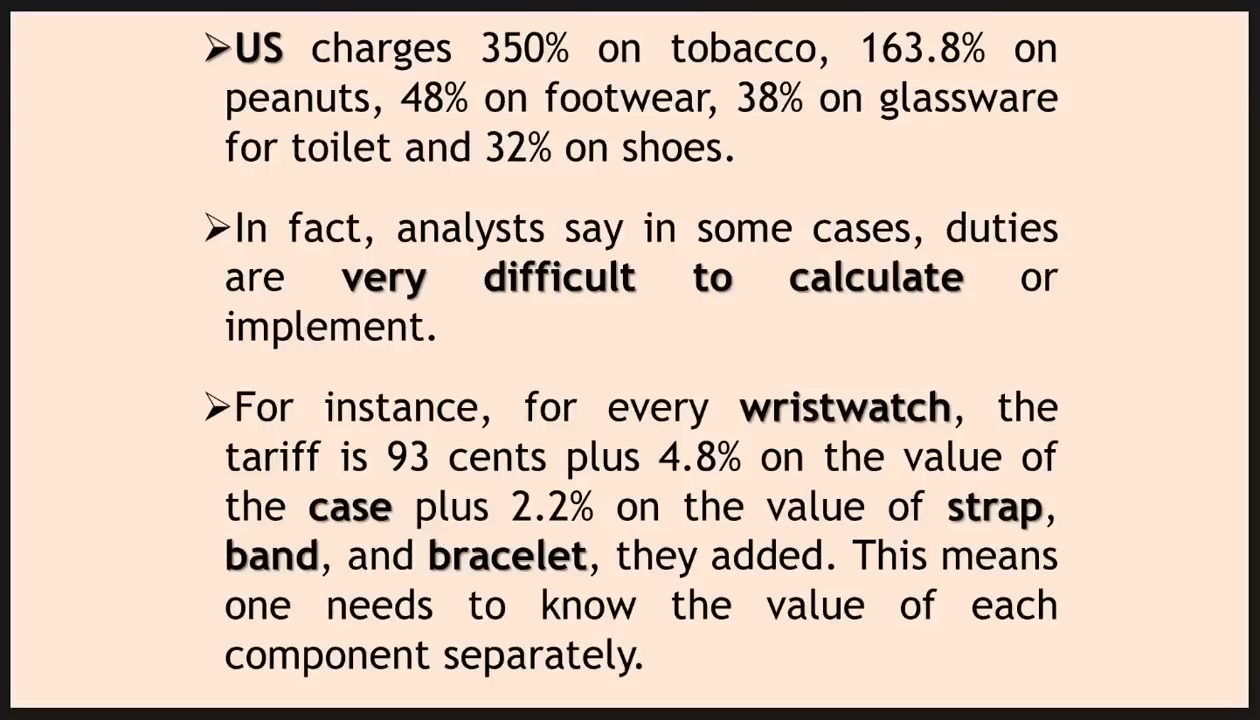 ➢US charges 350% on tobacco, 163.8% on
peanuts, 48% on footwear, 38% on glassware
for toilet and 32% on shoes.
➢In fact, analysts say in some cases, duties
are very difficult to calculate or
implement.
➢For instance, for every wristwatch, the
tariff is 93 cents plus 4.8% on the value of
the case plus 2.2% on the value of strap,
band, and bracelet, they added. This means
one needs to know the value of each
component separately.